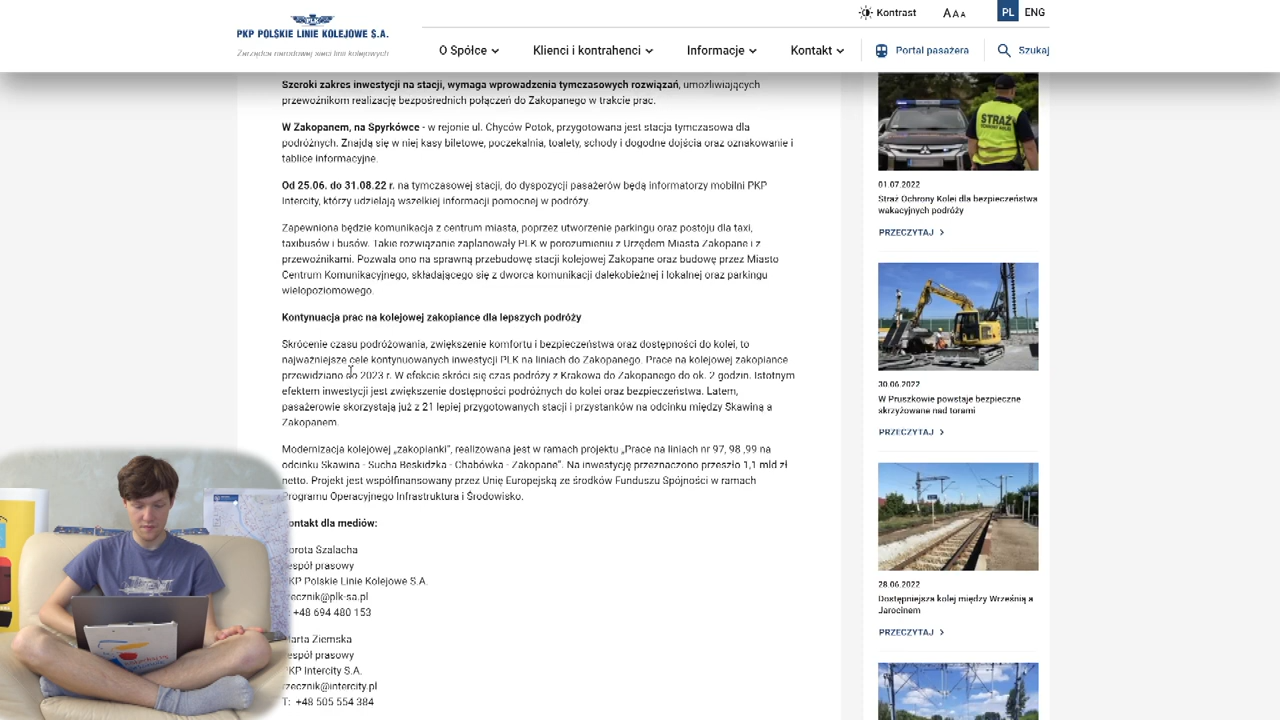 Kontrast
AAA
PL ENG
PKP POLSKIE LINIE KOLEJOWE S.A.
Zarządca narodowej sieci linii kolejowych
O Spółce
Klienci i kontrahenci
Informacje
Kontakt
Portal pasażera
Szukaj
Szeroki zakres inwestycji na stacji, wymaga wprowadzenia tymczasowych rozwiązań, umożliwiających
przewoźnikom realizację bezpośrednich połączeń do Zakopanego w trakcie prac.
W Zakopanem, na Spyrkówce - w rejonie ul. Chyców Potok, przygotowana jest stacja tymczasowa dla
podróżnych. Znajdą się w niej kasy biletowe, poczekalnia, toalety, schody i dogodne dojścia oraz oznakowanie i
tablice informacyjne.
Od 25.06. do 31.08.22 r. na tymczasowej stacji, do dyspozycji pasażerów będą informatorzy mobilni PKP
Intercity, którzy udzielają wszelkiej informacji pomocnej w podróży.
Zapewniona będzie komunikacja z centrum miasta, poprzez utworzenie parkingu oraz postoju dla taxi,
taxibusów i busów. Takie rozwiązanie zaplanowały PLK w porozumieniu z Urzędem Miasta Zakopane i z
przewoźnikami. Pozwala ono na sprawną przebudowę stacji kolejowej Zakopane oraz budowę przez Miasto
Centrum Komunikacyjnego, składającego się z dworca komunikacji dalekobieżnej i lokalnej oraz parkingu
wielopoziomowego.
Kontynuacja prac na kolejowej zakopiance dla lepszych podróży
Skrócenie czasu podróżowania, zwiększenie komfortu i bezpieczeństwa oraz dostępności do kolei, to
najważniejsze cele kontynuowanych inwestycji PLK na liniach do Zakopanego. Prace na kolejowej zakopiance
przewidziano do 2023 r. W efekcie skróci się czas podróży z Krakowa do Zakopanego do ok. 2 godzin. Istotnym
efektem inwestycji jest zwiększenie dostępności podróżnych do kolei oraz bezpieczeństwa. Latem,
pasażerowie skorzystają już z 21 lepiej przygotowanych stacji i przystanków na odcinku między Skawiną a
Zakopanem.
Modernizacja kolejowej „zakopianki”, realizowana jest w ramach projektu „Prace na liniach nr 97, 98 ,99 na
odcinku Skawina - Sucha Beskidzka - Chabówka - Zakopane”. Na inwestycję przeznaczono przeszło 1,1 mld zł
netto. Projekt jest współfinansowany przez Unię Europejską ze środków Funduszu Spójności w ramach
Programu Operacyjnego Infrastruktura i Środowisko.
ontakt dla mediów:
orota Szalacha
espół prasowy
KP Polskie Linie Kolejowe S.A.
zecznik@plk-sa.pl
+48 694 480 153
arta Ziemska
espół prasowy
KP Intercity S.A.
rzecznik@intercity.pl
T: +48 505 554 384
STRAŻ
OCHRONY KOLEI
01.07.2022
Straż Ochrony Kolei dla bezpieczeństwa
wakacyjnych podróży
PRZECZYTAJ
30.06.2022
W Pruszkowie powstaje bezpieczne
skrzyżowane nad torami
PRZECZYTAJ
28.06.2022
Dostępniejsza kolej między Wrześnią a
Jarocinem
PRZECZYTAJ